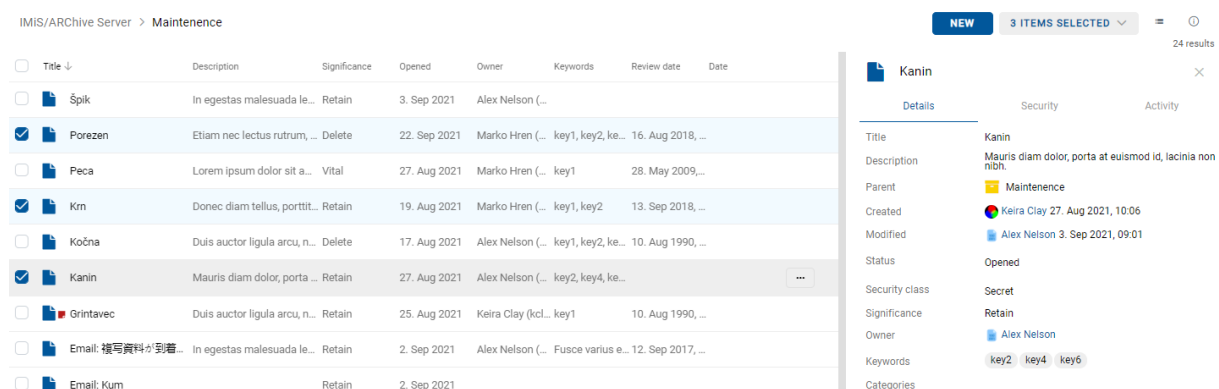 IMiS/ARChive Server > Maintenence
NEW
3 ITEMS SELECTED
24 results
Title ↓ Description Significance Opened Owner Keywords Review date Date
Špik In egestas malesuada le... Retain 3. Sep 2021 Alex Nelson (...
Porezen Etiam nec lectus rutrum, ... Delete 22. Sep 2021 Marko Hren (... key1, key2, ke... 16. Aug 2018, ...
Peca Lorem ipsum dolor sit a... Vital 27. Aug 2021 Marko Hren (... key1 28. May 2009,...
Krn Donec diam tellus, porttit... Retain 19. Aug 2021 Marko Hren (... key1, key2 13. Sep 2018, ...
Kočna Duis auctor ligula arcu, n... Delete 17. Aug 2021 Alex Nelson (... key1, key2, ke... 10. Aug 1990, ...
Kanin Mauris diam dolor, porta ... Retain 27. Aug 2021 Alex Nelson (... key2, key4, ke... ...
Grintavec Duis auctor ligula arcu, n... Retain 25. Aug 2021 Keira Clay (kcl... key1 10. Aug 1990, ...
Email: 複写資料が到着... In egestas malesuada le... Retain 2. Sep 2021 Alex Nelson (... Fusce varius e... 12. Sep 2017, ...
Email: Kum Retain 2. Sep 2021
Kanin
Details Security Activity
Title Kanin
Description Mauris diam dolor, porta at euismod id, lacinia non
nibh.
Parent Maintenence
Created Keira Clay 27. Aug 2021, 10:06
Modified Alex Nelson 3. Sep 2021, 09:01
Status Opened
Security class Secret
Significance Retain
Owner Alex Nelson
Keywords key2 key4 key6
Categories